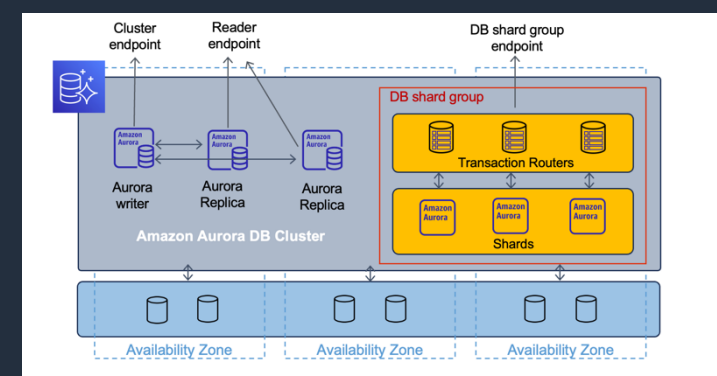 Cluster
endpoint
Reader
endpoint
DB shard group
endpoint
DB shard group
Amazon
Aurora
Amazon
Aurora
Amazon
Aurora
Transaction Routers
Aurora
writer
Aurora
Replica
Aurora
Replica
Amazon
Aurora
Amazon
Aurora
Amazon
Aurora
Shards
Amazon Aurora DB Cluster
Availability Zone
Availability Zone
Availability Zone